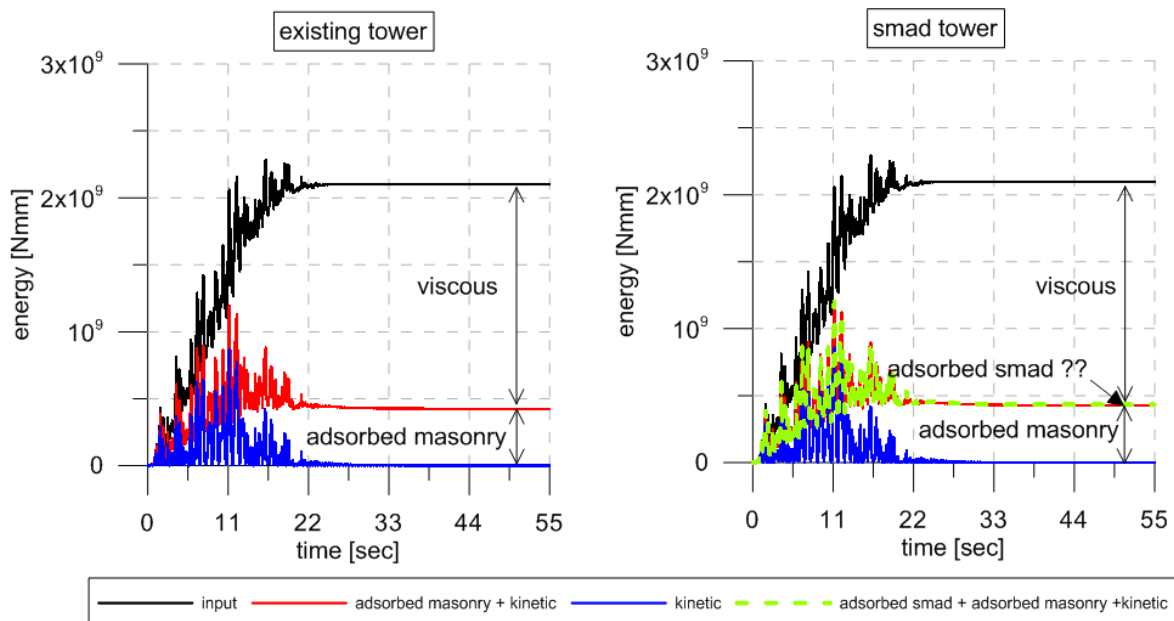 existing tower
3x10⁹
2x10⁹
10⁹
0
energy [Nmm]
viscous
adsorbed masonry
0 11 22 33 44 55
time [sec]
smad tower
3x10⁹
2x10⁹
10⁹
0
energy [Nmm]
viscous
adsorbed smad ??
adsorbed masonry
0 11 22 33 44 55
time [sec]
input adsorbed masonry + kinetic kinetic adsorbed smad + adsorbed masonry +kinetic